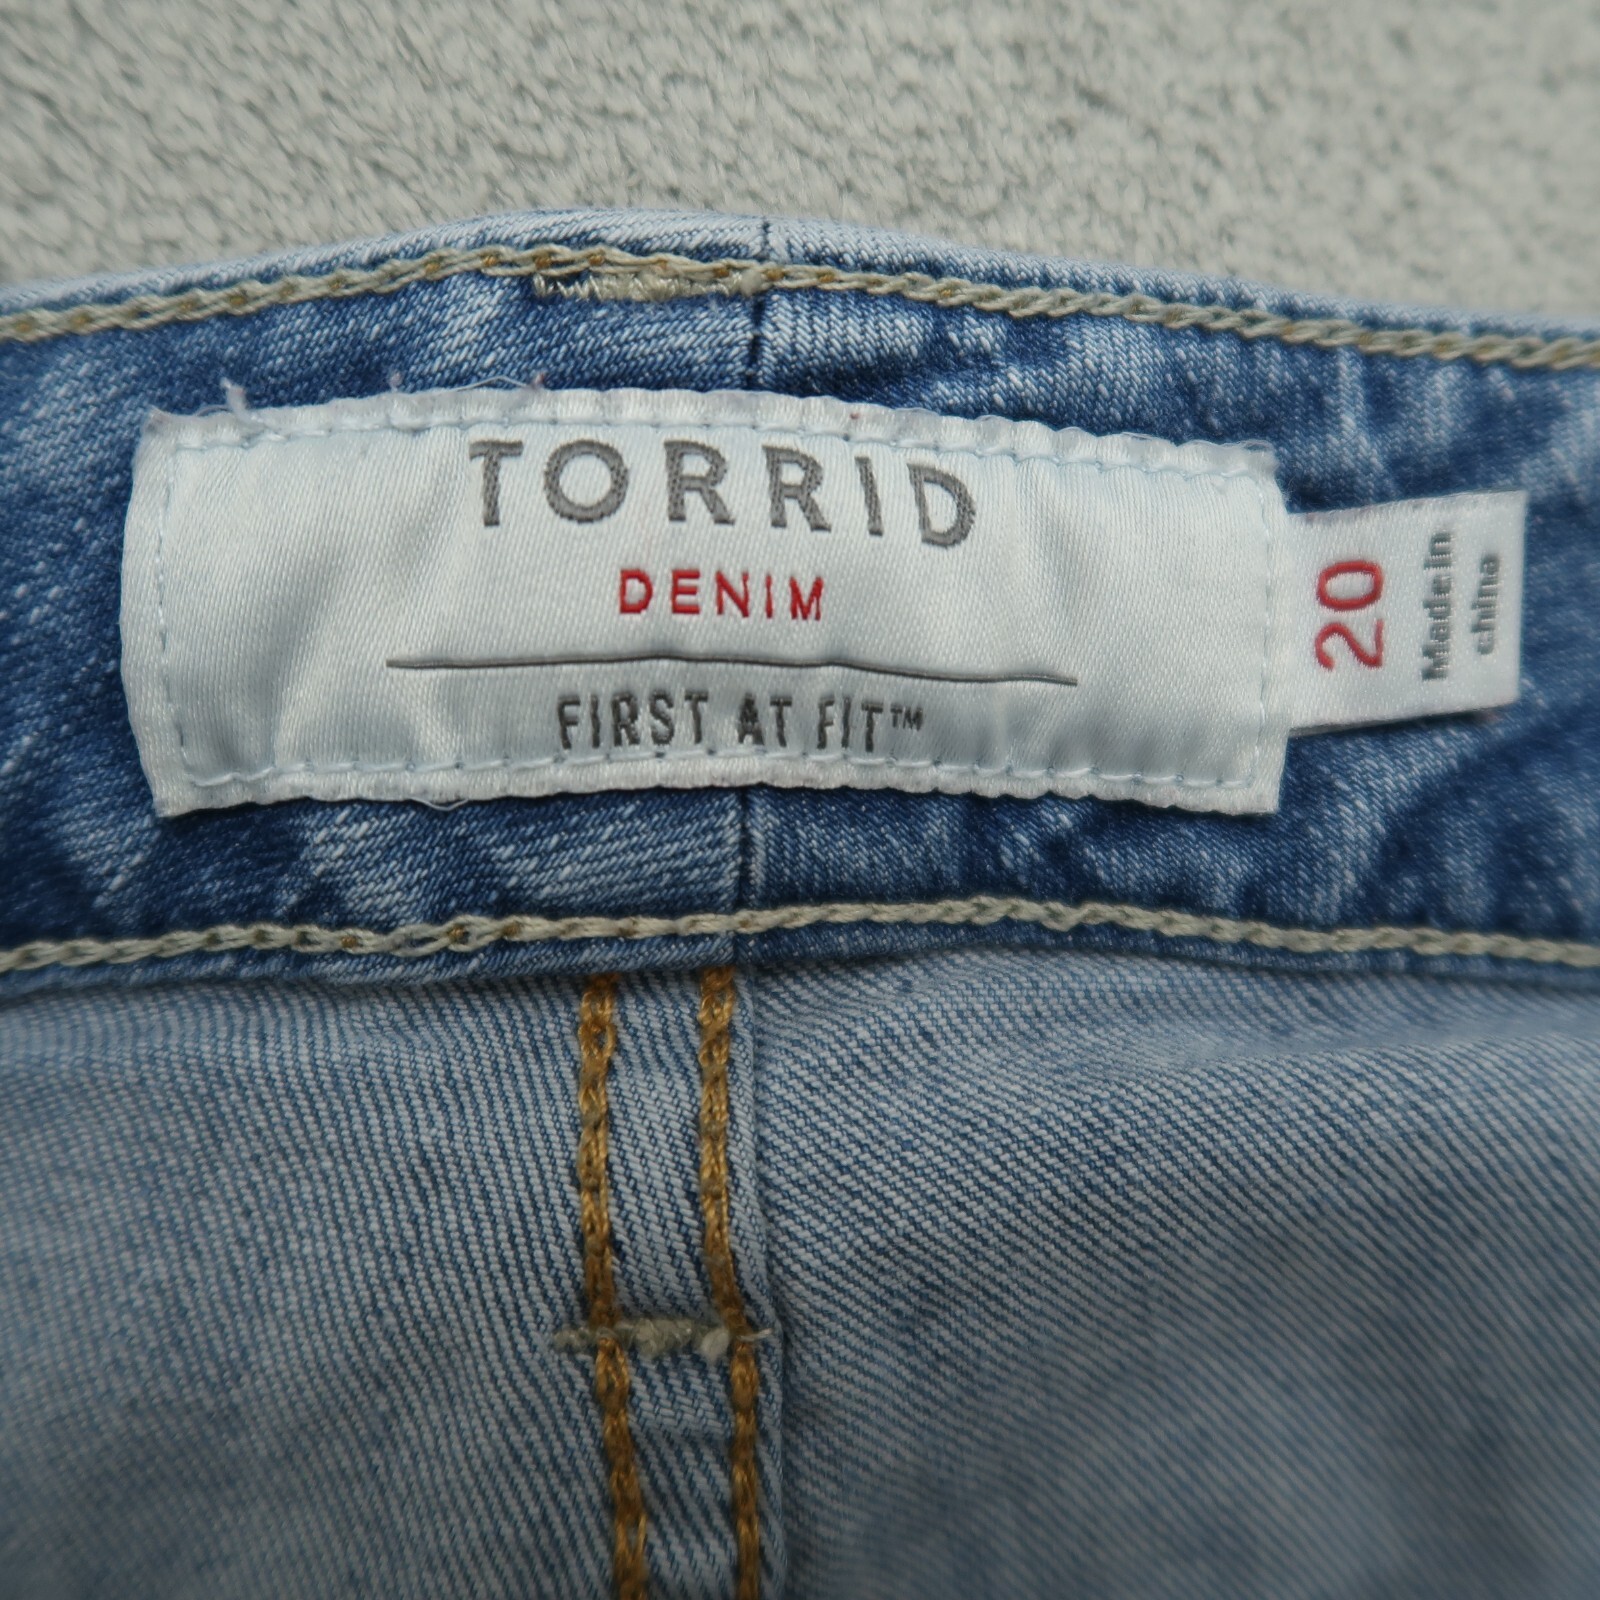 TORRID
DENIM
FIRST AT FIT™
20
Made in
china